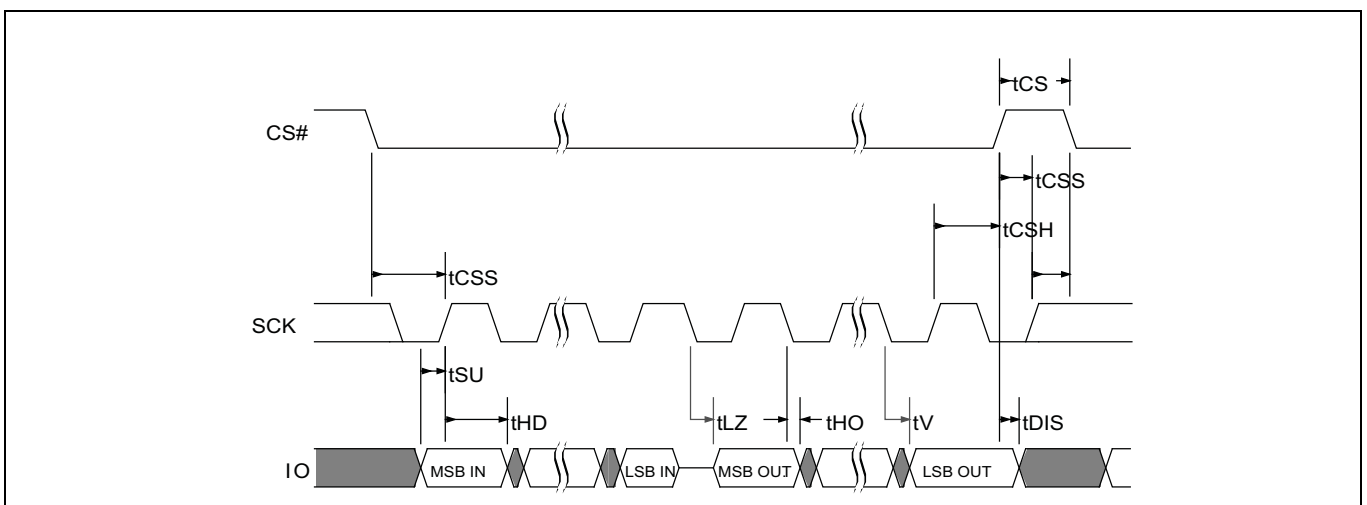 tCS
CS#
tCSS
tCSH
tCSS
SCK
tSU
tHD
tLZ
tHO
tV
tDIS
IO
MSB IN
LSB IN
MSB OUT
LSB OUT